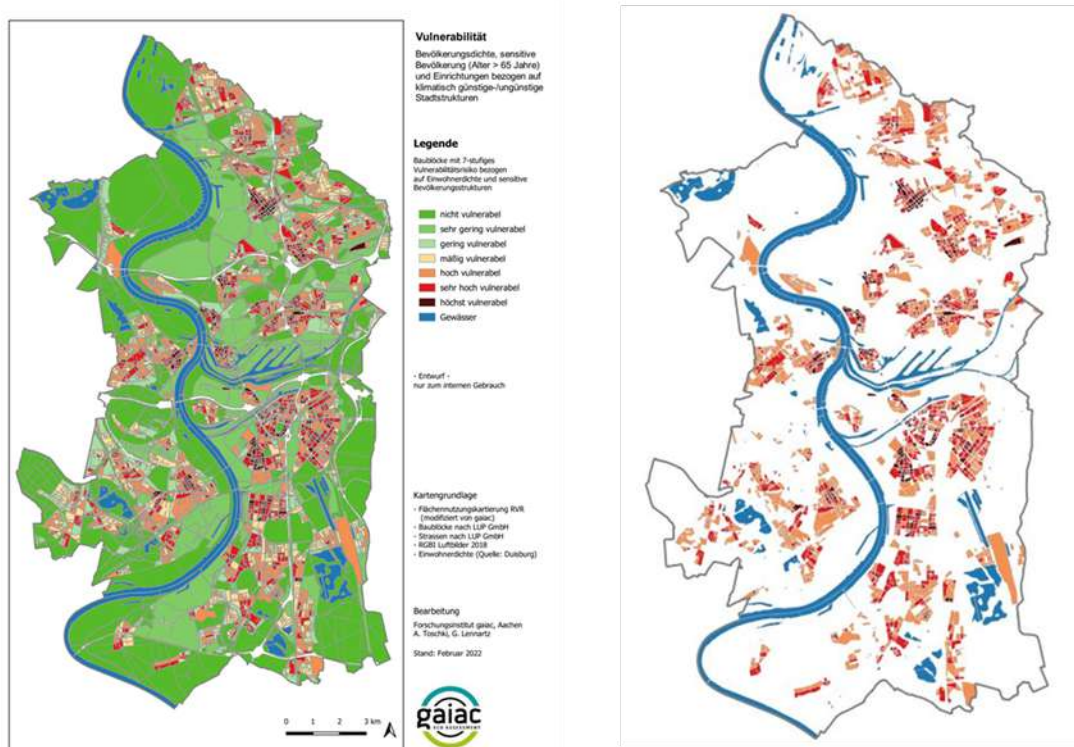 Vulnerabilität
Bevölkerungsdichte, sensitive
Bevölkerung (Alter > 65 Jahre)
und Einrichtungen bezogen auf
klimatisch günstige-/ungünstige
Stadtstrukturen
Legende
Baublöcke mit 7-stufiges
Vulnerabilitätsrisiko bezogen
auf Einwohnerdichte und sensitive
Bevölkerungsstrukturen
nicht vulnerabel
sehr gering vulnerabel
gering vulnerabel
mäßig vulnerabel
hoch vulnerabel
sehr hoch vulnerabel
höchst vulnerabel
Gewässer
- Entwurf -
nur zum internen Gebrauch
Kartengrundlage
- Flächennutzungskartierung RVR
(modifiziert von gaiac)
- Baublöcke nach LUP GmbH
- Strassen nach LUP GmbH
- RGBI Luftbilder 2018
- Einwohnerdichte (Quelle: Duisburg)
Bearbeitung
Forschungsinstitut gaiac, Aachen
A. Toschki, G. Lennartz
Stand: Februar 2022
0 1 2 3 km
gaiac
ECO ASSESSMENT